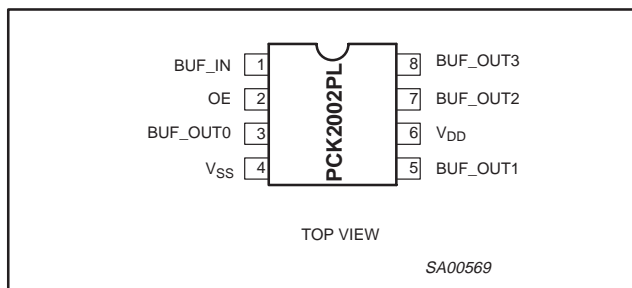 BUF_IN 1
OE 2
BUF_OUT0 3
VSS 4
PCK2002PL
8 BUF_OUT3
7 BUF_OUT2
6 VDD
5 BUF_OUT1
TOP VIEW
SA00569